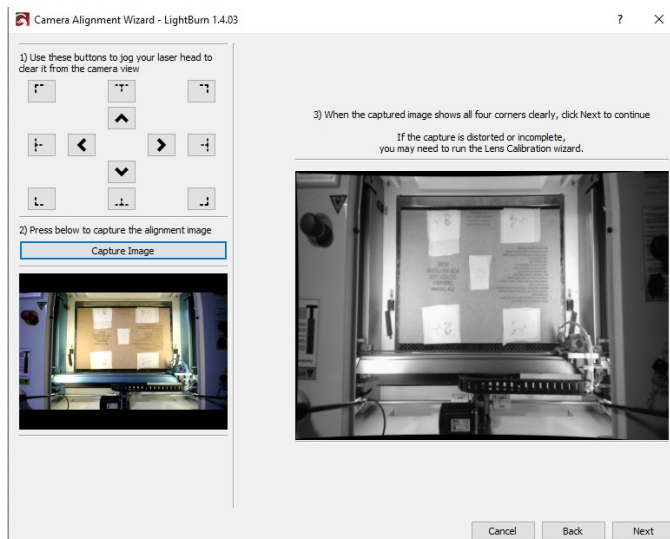 Camera Alignment Wizard - LightBurn 1.4.03
1) Use these buttons to jog your laser head to
clear it from the camera view
2) Press below to capture the alignment image
Capture Image
3) When the captured image shows all four corners clearly, click Next to continue
If the capture is distorted or incomplete,
you may need to run the Lens Calibration wizard.
Cancel
Back
Next